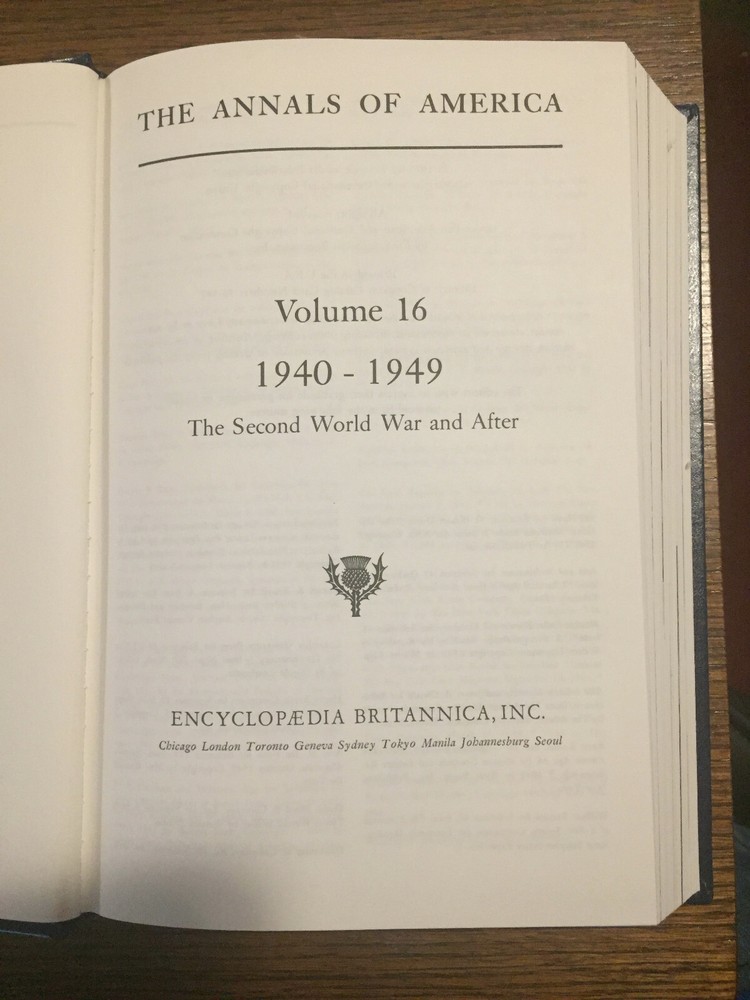 THE ANNALS OF AMERICA
Volume 16
1940 - 1949
The Second World War and After
ENCYCLOPÆDIA BRITANNICA, INC.
Chicago London Toronto Geneva Sydney Tokyo Manila Johannesburg Seoul